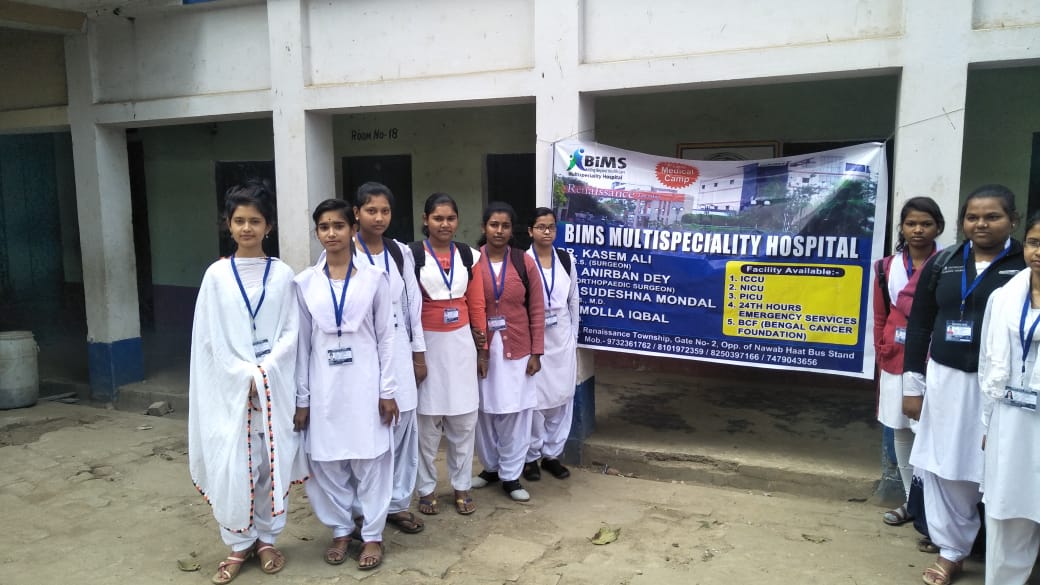 ROOM NO-18
BiMS
Multispeciality Hospital
Medical
Camp
Renaissance
BIMS MULTISPECIALITY HOSPITAL
DR. KASEM ALI
(SURGEON)
ANIRBAN DEY
ORTHOPAEDIC SURGEON)
SUDESHNA MONDAL
M.D.
MOLLA IQBAL
Facility Available:-
1. ICCU
2. NICU
3. PICU
4. 24TH HOURS
EMERGENCY SERVICES
5. BCF (BENGAL CANCER
FOUNDATION)
Renaissance Township, Gate No- 2, Opp. of Nawab Haat Bus Stand
Mob.- 9732361762 / 8101972359 / 8250397166 / 7479043656